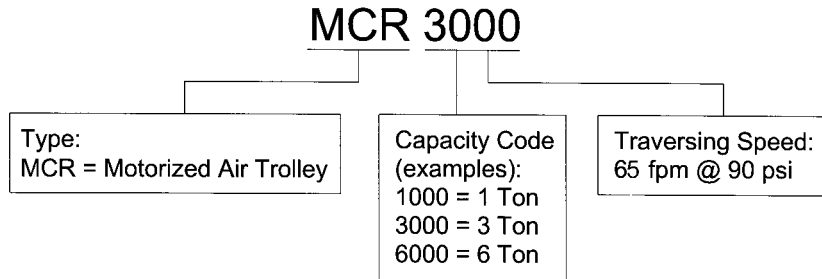 MCR 3000
Type:
MCR = Motorized Air Trolley
Capacity Code
(examples):
1000 = 1 Ton
3000 = 3 Ton
6000 = 6 Ton
Traversing Speed:
65 fpm @ 90 psi